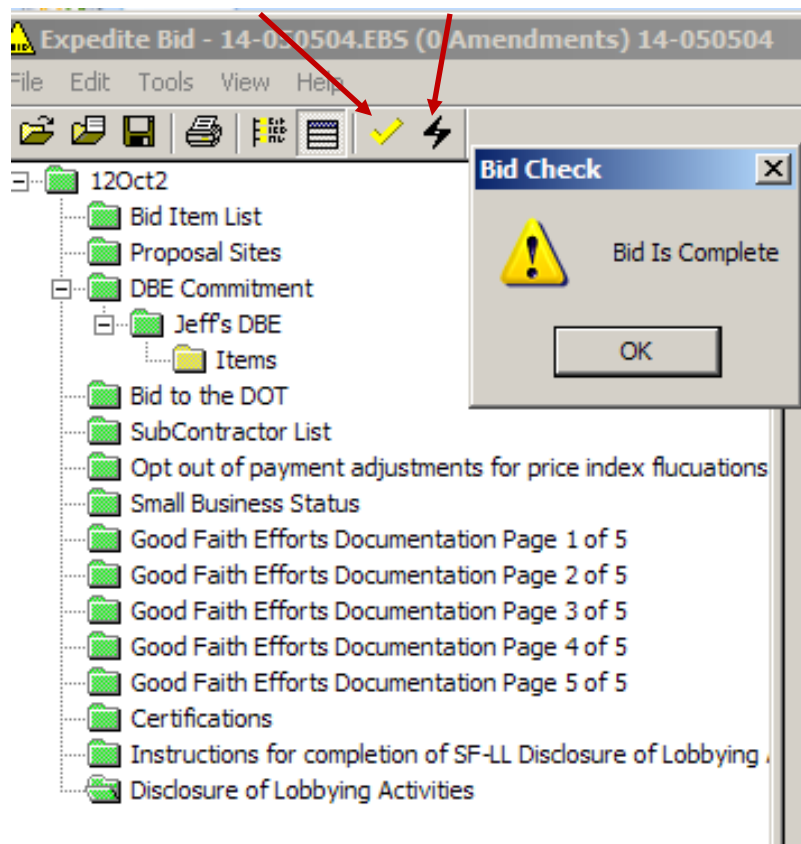 Expedite Bid - 14-050504.EBS (0 Amendments) 14-050504
File Edit Tools View Help
Bid Check
Bid Is Complete
OK
12Oct2
Bid Item List
Proposal Sites
DBE Commitment
Jeff's DBE
Items
Bid to the DOT
SubContractor List
Opt out of payment adjustments for price index flucuations
Small Business Status
Good Faith Efforts Documentation Page 1 of 5
Good Faith Efforts Documentation Page 2 of 5
Good Faith Efforts Documentation Page 3 of 5
Good Faith Efforts Documentation Page 4 of 5
Good Faith Efforts Documentation Page 5 of 5
Certifications
Instructions for completion of SF-LL Disclosure of Lobbying
Disclosure of Lobbying Activities